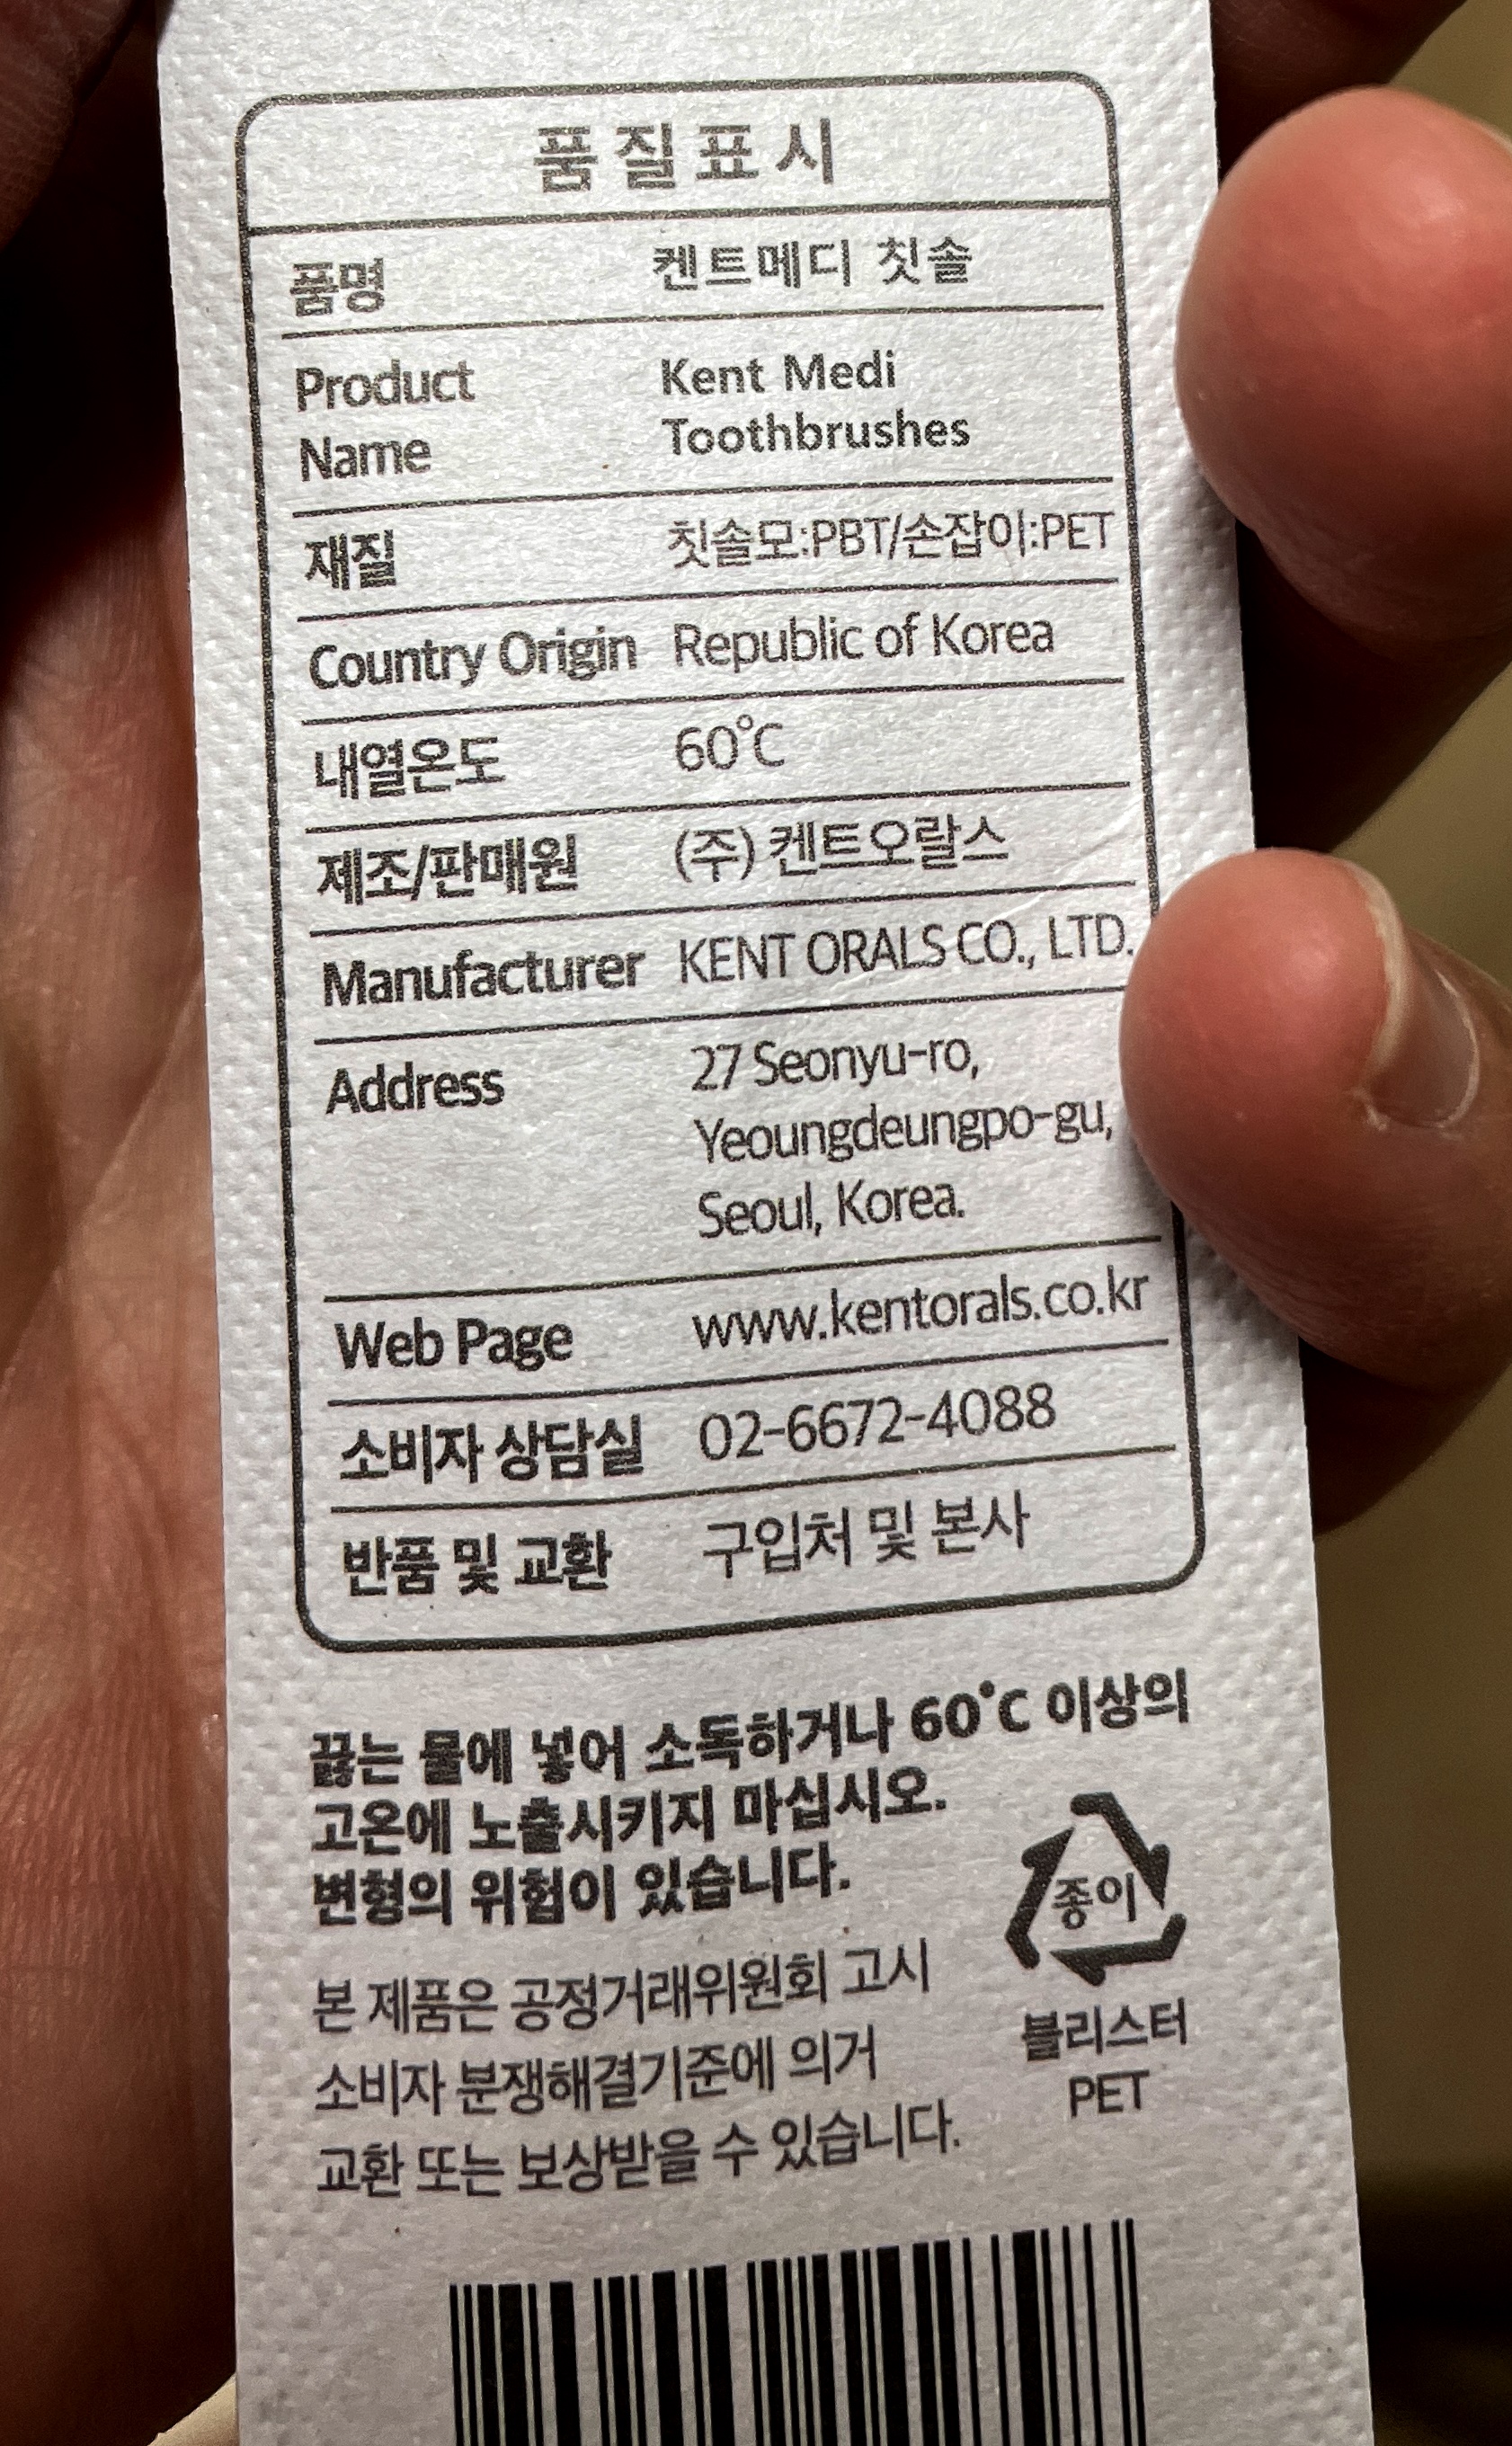 품질표시
품명 켄트메디 칫솔
Product Kent Medi
Name Toothbrushes
재질 칫솔모:PBT/손잡이:PET
Country Origin Republic of Korea
내열온도 60°C
제조/판매원 (주) 켄트오랄스
Manufacturer KENT ORALS CO., LTD.
Address 27 Seonyu-ro,
Yeoungdeungpo-gu,
Seoul, Korea.
Web Page www.kentorals.co.kr
소비자 상담실 02-6672-4088
반품 및 교환 구입처 및 본사
끓는 물에 넣어 소독하거나 60°C 이상의
고온에 노출시키지 마십시오.
변형의 위험이 있습니다.
종이
블리스터
PET
본 제품은 공정거래위원회 고시
소비자 분쟁해결기준에 의거
교환 또는 보상받을 수 있습니다.